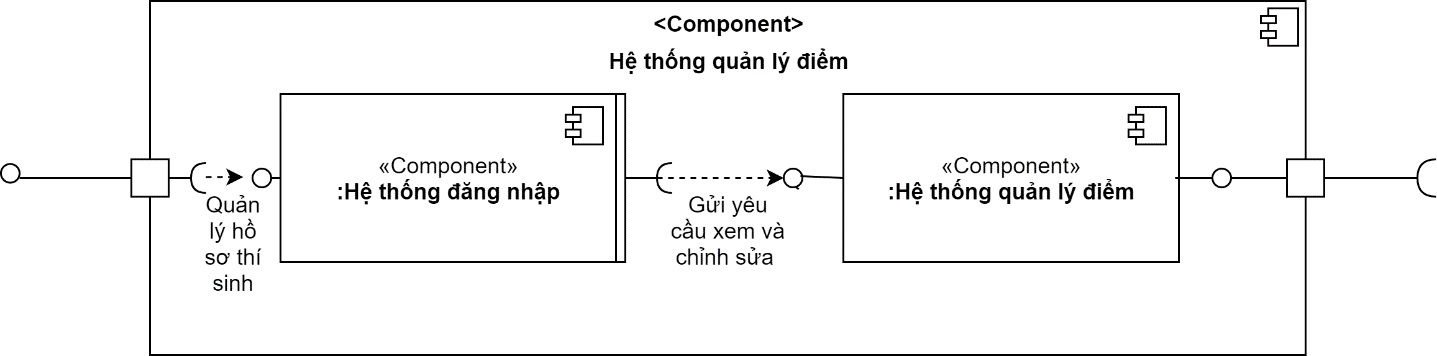 <Component>
Hệ thống quản lý điểm
«Component»
:Hệ thống đăng nhập
«Component»
:Hệ thống quản lý điểm
Quản
lý hồ
sơ thí
sinh
Gửi yêu
cầu xem và
chỉnh sửa